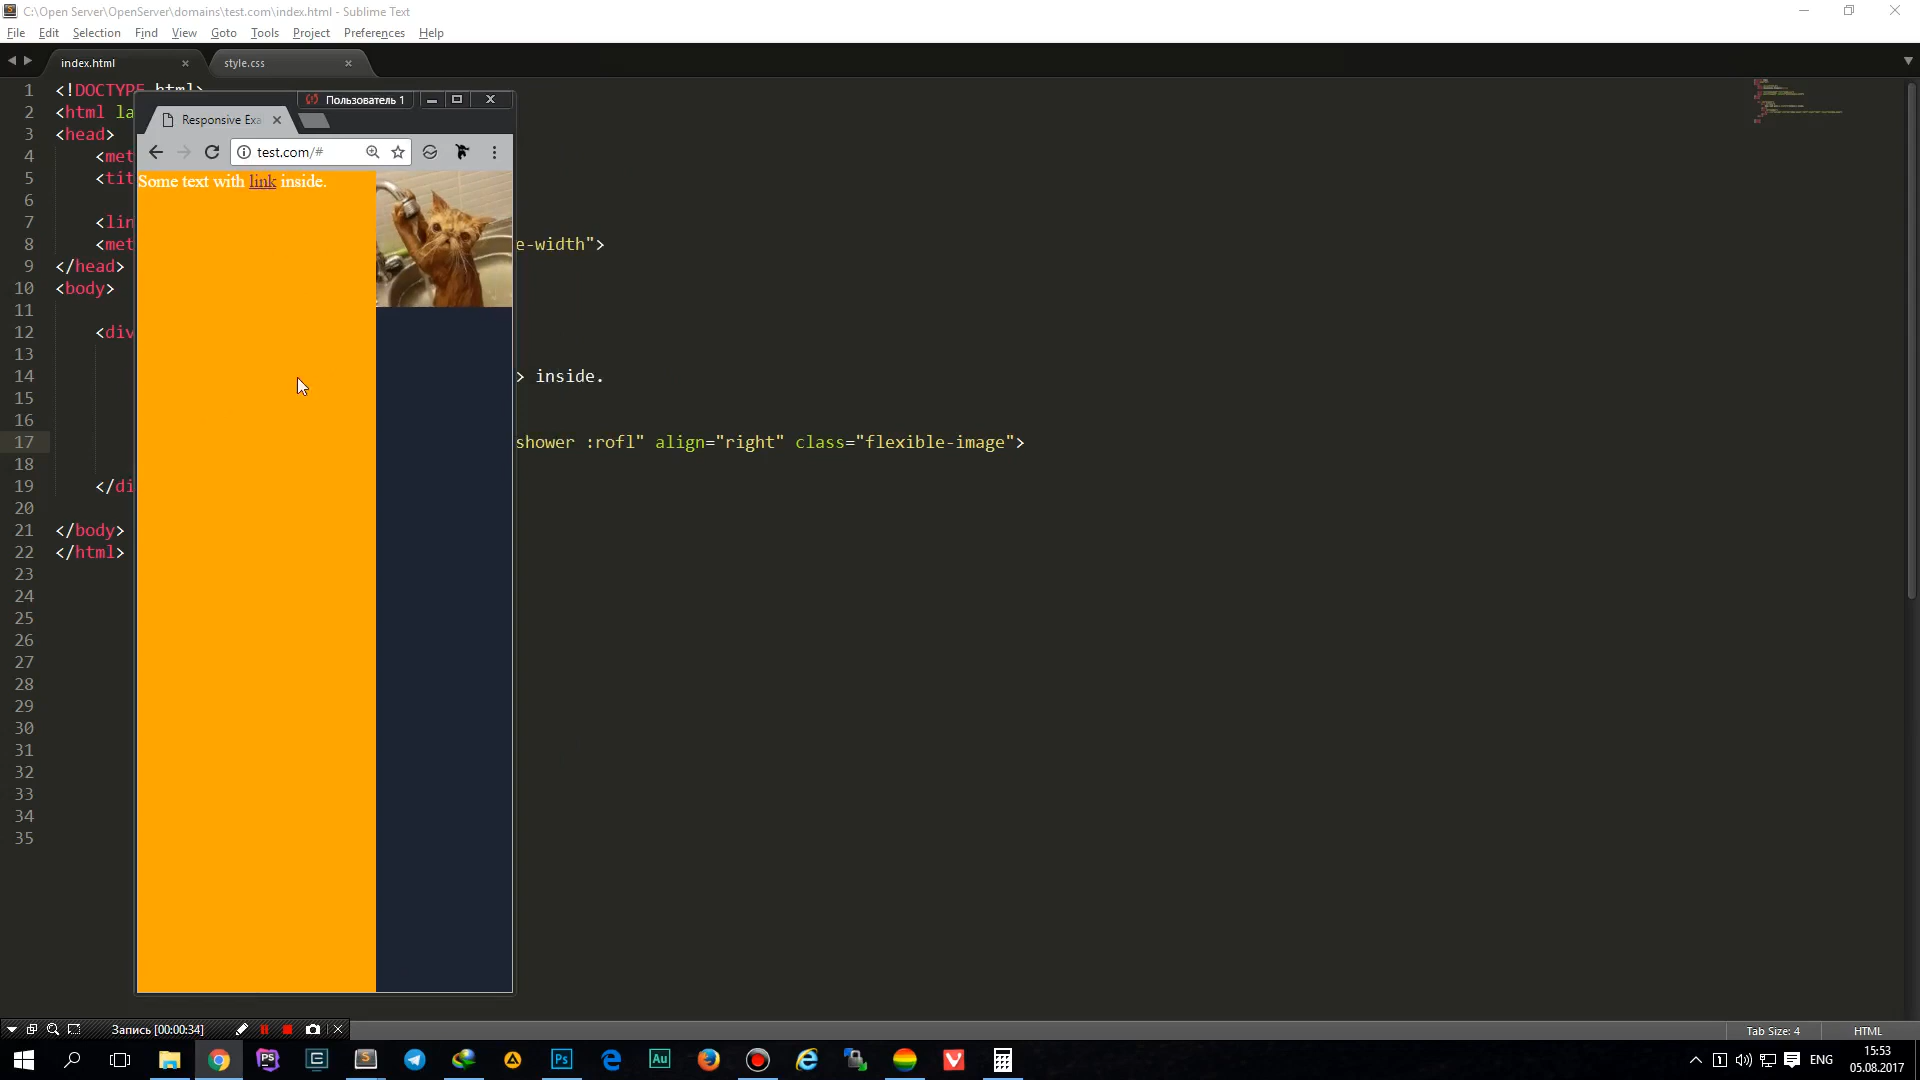 C:\Open Server\OpenServer\domains\test.com\index.html - Sublime Text
File Edit Selection Find View Goto Tools Project Preferences Help
index.html
style.css
1 <!DOCTYPE html>
2 <html la
3 <head>
4 <met
5 <tit
6
7 <lin
8 <met e-width">
9 </head>
10 <body>
11
12 <div
13
14 > inside.
15
16
17 shower :rofl" align="right" class="flexible-image">
18
19 </di
20
21 </body>
22 </html>
23
24
25
26
27
28
29
30
31
32
33
34
35
Пользователь 1
Responsive Exa
test.com/#
Some text with link inside.
Запись [00:00:34]
Tab Size: 4
HTML
PS
S
Ps
Au
ENG
15:53
05.08.2017